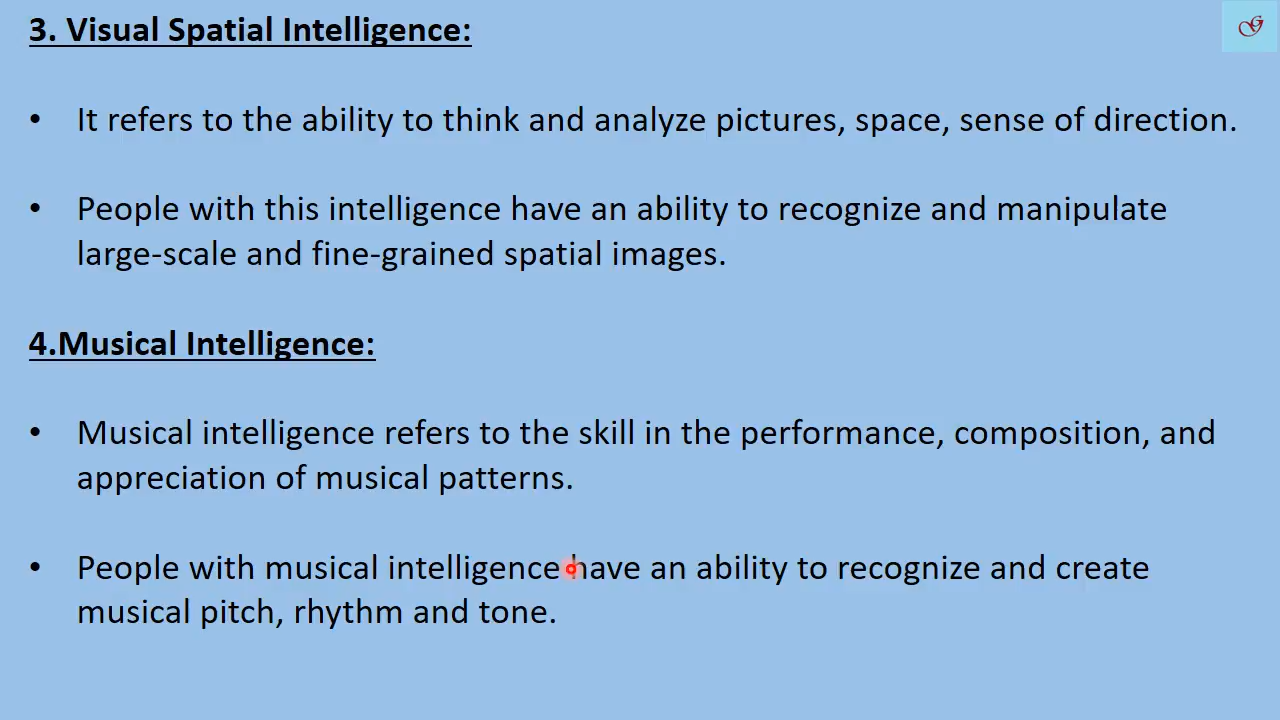 3. Visual Spatial Intelligence:
• It refers to the ability to think and analyze pictures, space, sense of direction.
• People with this intelligence have an ability to recognize and manipulate
large-scale and fine-grained spatial images.
4.Musical Intelligence:
• Musical intelligence refers to the skill in the performance, composition, and
appreciation of musical patterns.
• People with musical intelligence have an ability to recognize and create
musical pitch, rhythm and tone.